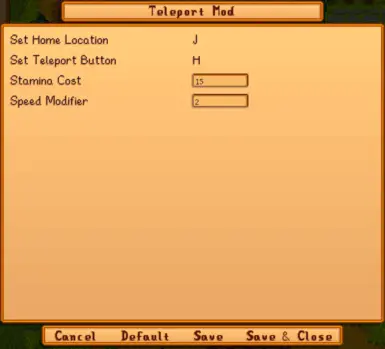 Teleport Mod
Set Home Location J
Set Teleport Button H
Stamina Cost 15
Speed Modifier 2
Cancel Default Save Save & Close